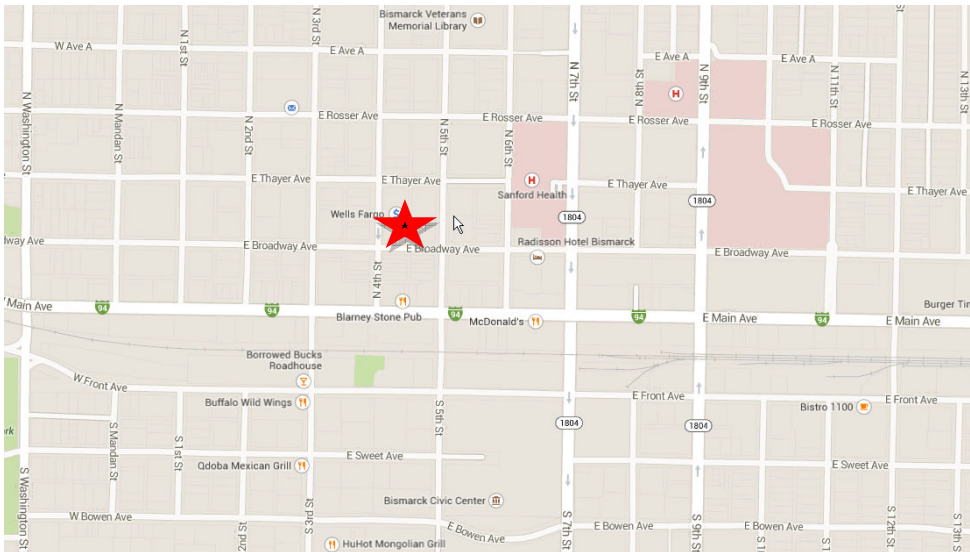 Bismarck Veterans
Memorial Library
N 3rd St
N 1st St
W Ave A
E Ave A
E Ave A
E Ave A
N 7th St
N 8th St
N 9th St
N 11th St
N 13th St
N Washington St
N Mandan St
N 2nd St
N 5th St
N 6th St
H
E Rosser Ave
E Rosser Ave
E Rosser Ave
E Rosser Ave
E Thayer Ave
E Thayer Ave
E Thayer Ave
E Thayer Ave
H
Sanford Health
1804
1804
Wells Fargo
$
dway Ave
E Broadway Ave
E Broadway Ave
E Broadway Ave
Radisson Hotel Bismarck
N 4th St
W Main Ave
94
94
94
94
94
Blarney Stone Pub
McDonald's
E Main Ave
E Main Ave
Burger Tim
Borrowed Bucks
Roadhouse
W Front Ave
E Front Ave
E Front Ave
Buffalo Wild Wings
Bistro 1100
1804
1804
S 5th St
ork
S Mandan St
S 1st St
Qdoba Mexican Grill
E Sweet Ave
E Sweet Ave
S Washington St
S 3rd St
Bismarck Civic Center
S 7th St
S 9th St
S 12th St
S 13th St
W Bowen Ave
2nd St
E Bowen Ave
E Bowen Ave
E Bowen Ave
HuHot Mongolian Grill